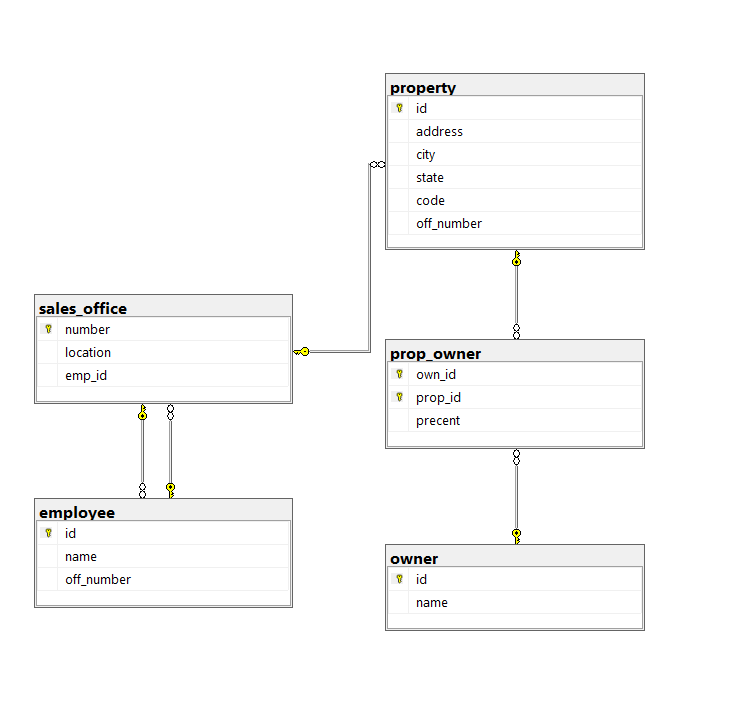 property
id
address
city
state
code
off_number
sales_office
number
location
emp_id
prop_owner
own_id
prop_id
precent
employee
id
name
off_number
owner
id
name